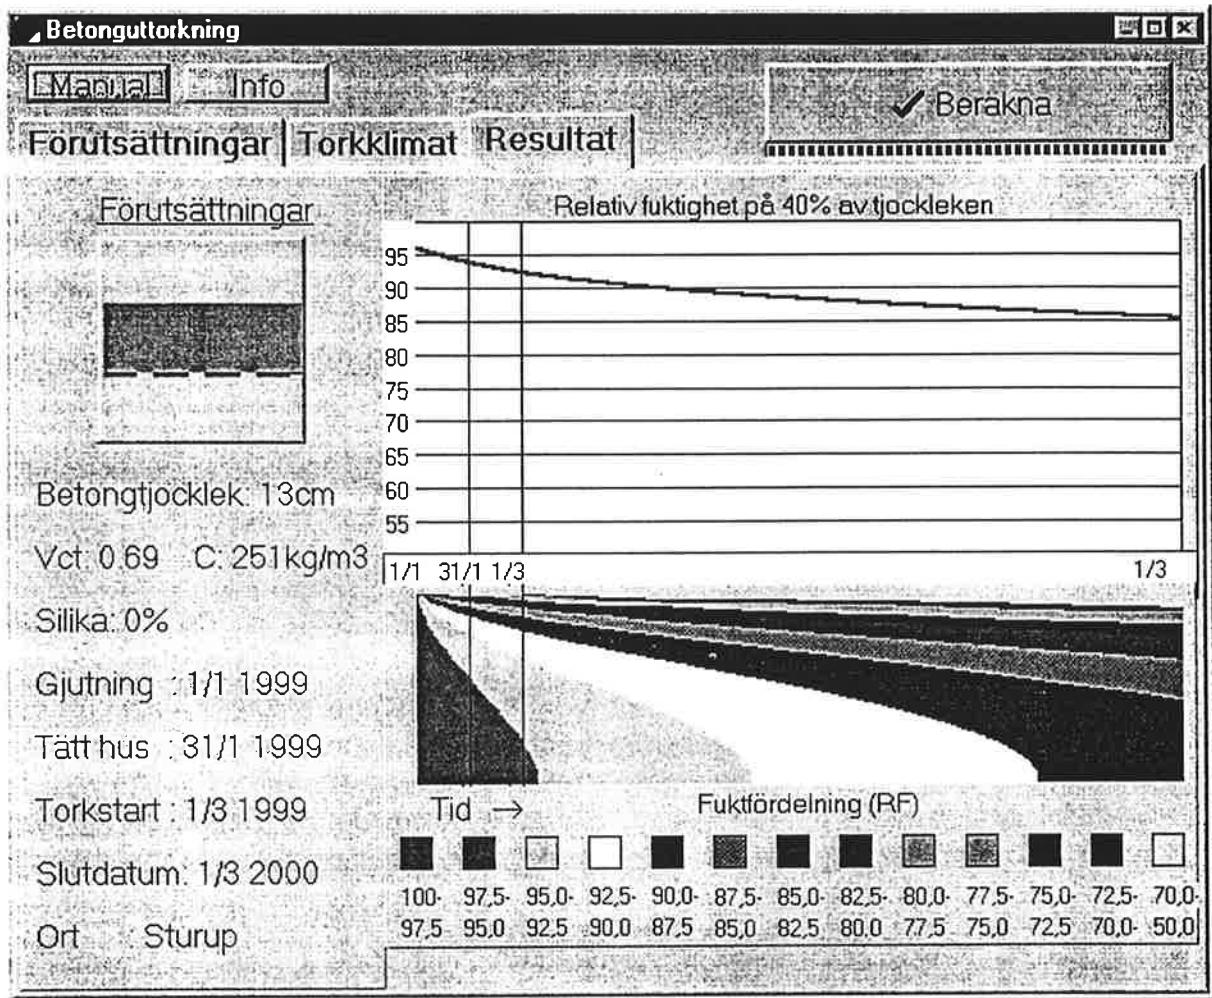 Betonguttorkning
Manual Info
Beräkna
Förutsättningar Torkklimat Resultat
Förutsättningar
Relativ fuktighet på 40% av tjockleken
95
90
85
80
75
70
65
60
55
1/1 31/1 1/3 1/3
Betongtjocklek: 13cm
Vct: 0.69 C: 251kg/m3
Silika: 0%
Gjutning : 1/1 1999
Tätt hus : 31/1 1999
Torkstart : 1/3 1999
Slutdatum: 1/3 2000
Ort : Sturup
Tid → Fuktfördelning (RF)
100- 97,5- 95,0- 92,5- 90,0- 87,5- 85,0- 82,5- 80,0- 77,5- 75,0- 72,5- 70,0-
97,5 95,0 92,5 90,0 87,5 85,0 82,5 80,0 77,5 75,0 72,5 70,0- 50,0